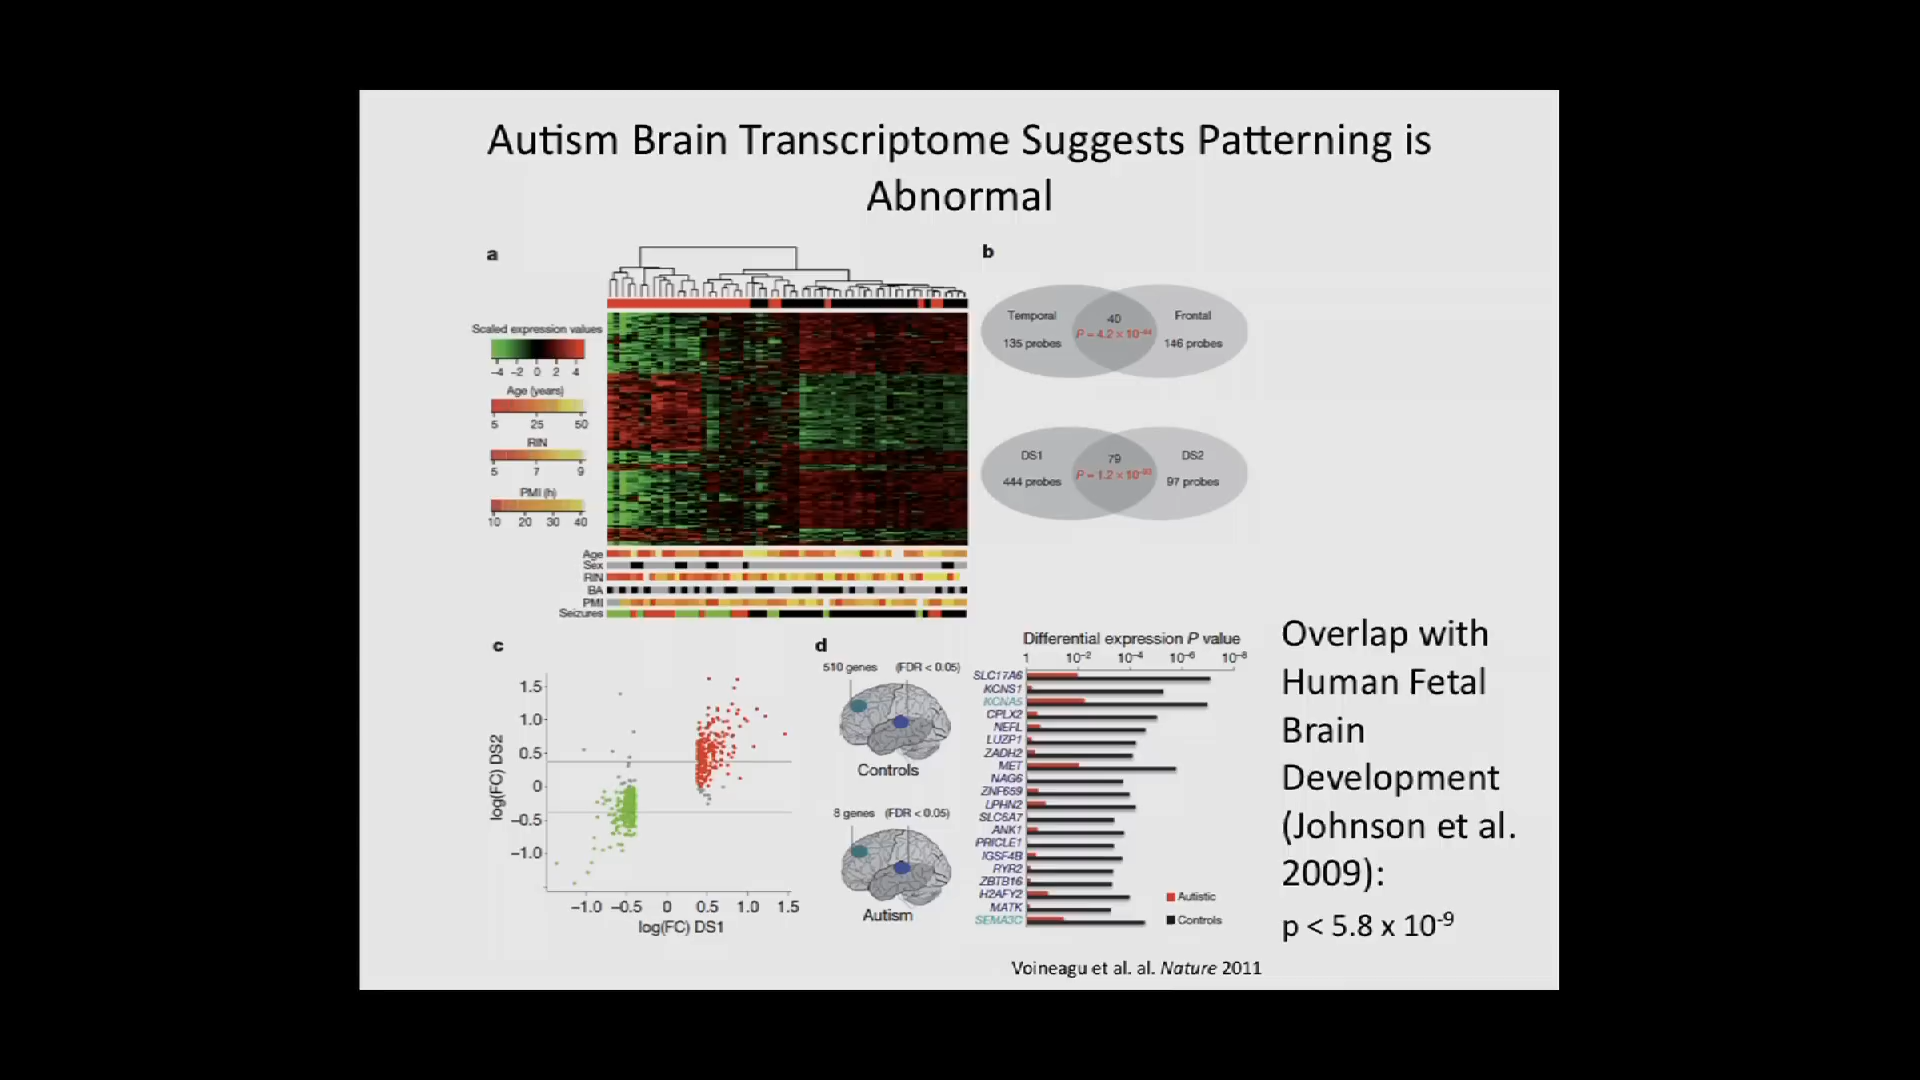 Autism Brain Transcriptome Suggests Patterning is
Abnormal
a
Scaled expression values
−4 −2 0 2 4
Age (years)
5 25 50
RIN
5 7 9
PMI (h)
10 20 30 40
Age
Sex
RIN
BA
PMI
Seizures
b
Temporal 40 Frontal
P = 4.2 × 10⁻⁴⁴
135 probes 146 probes
DS1 79 DS2
P = 1.2 × 10⁻⁹³
444 probes 97 probes
c
log(FC) DS2
1.5
1.0
0.5
0
−0.5
−1.0
−1.0 −0.5 0 0.5 1.0 1.5
log(FC) DS1
d
510 genes (FDR < 0.05)
Controls
8 genes (FDR < 0.05)
Autism
Differential expression P value
1 10⁻² 10⁻⁴ 10⁻⁶ 10⁻⁸
SLC17A6
KCNS1
KCNA5
CPLX2
NEFL
LUZP1
ZADH2
MET
NAG6
ZNF659
LPHN2
SLC6A7
ANK1
PRICLE1
IGSF4B
RYR2
ZBTB16
H2AFY2
MATK
SEMA3C
Autistic
Controls
Overlap with
Human Fetal
Brain
Development
(Johnson et al.
2009):
p < 5.8 x 10⁻⁹
Voineagu et al. al. Nature 2011